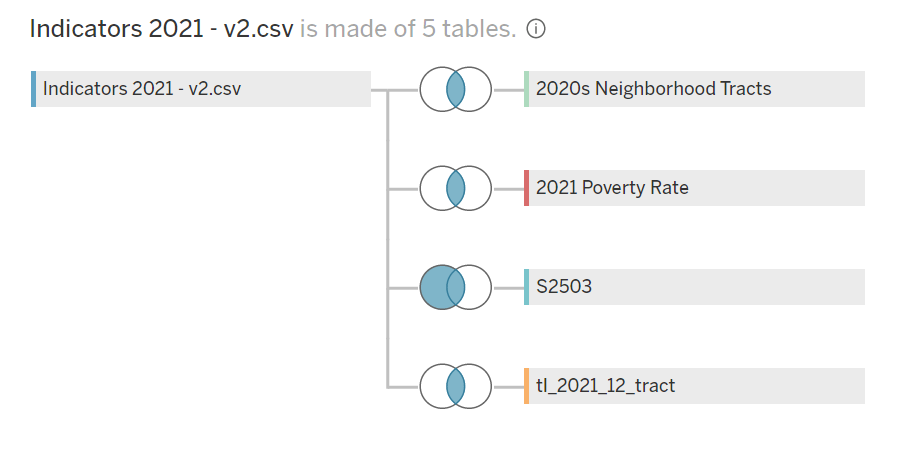 Indicators 2021 - v2.csv is made of 5 tables.
Indicators 2021 - v2.csv
2020s Neighborhood Tracts
2021 Poverty Rate
S2503
tl_2021_12_tract